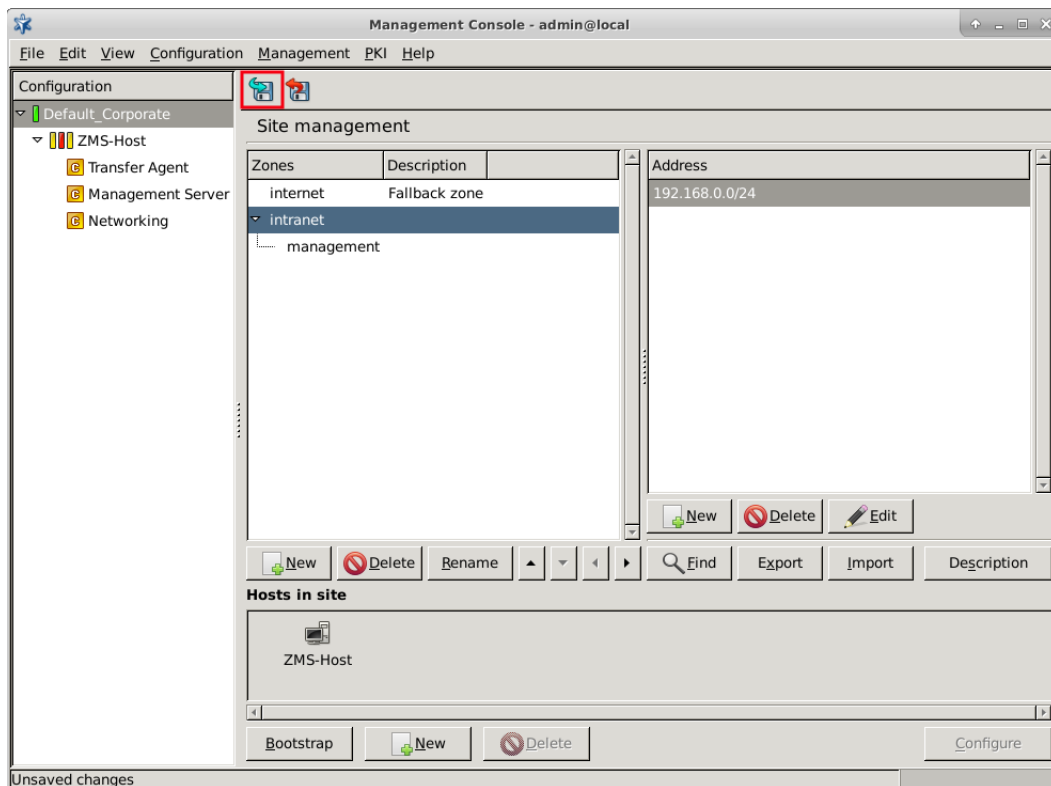 Management Console - admin@local
File Edit View Configuration Management PKI Help
Configuration
Default_Corporate
ZMS-Host
Transfer Agent
Management Server
Networking
Site management
Zones Description
internet Fallback zone
intranet
management
Address
192.168.0.0/24
New Delete Edit
New Delete Rename Find Export Import Description
Hosts in site
ZMS-Host
Bootstrap New Delete Configure
Unsaved changes